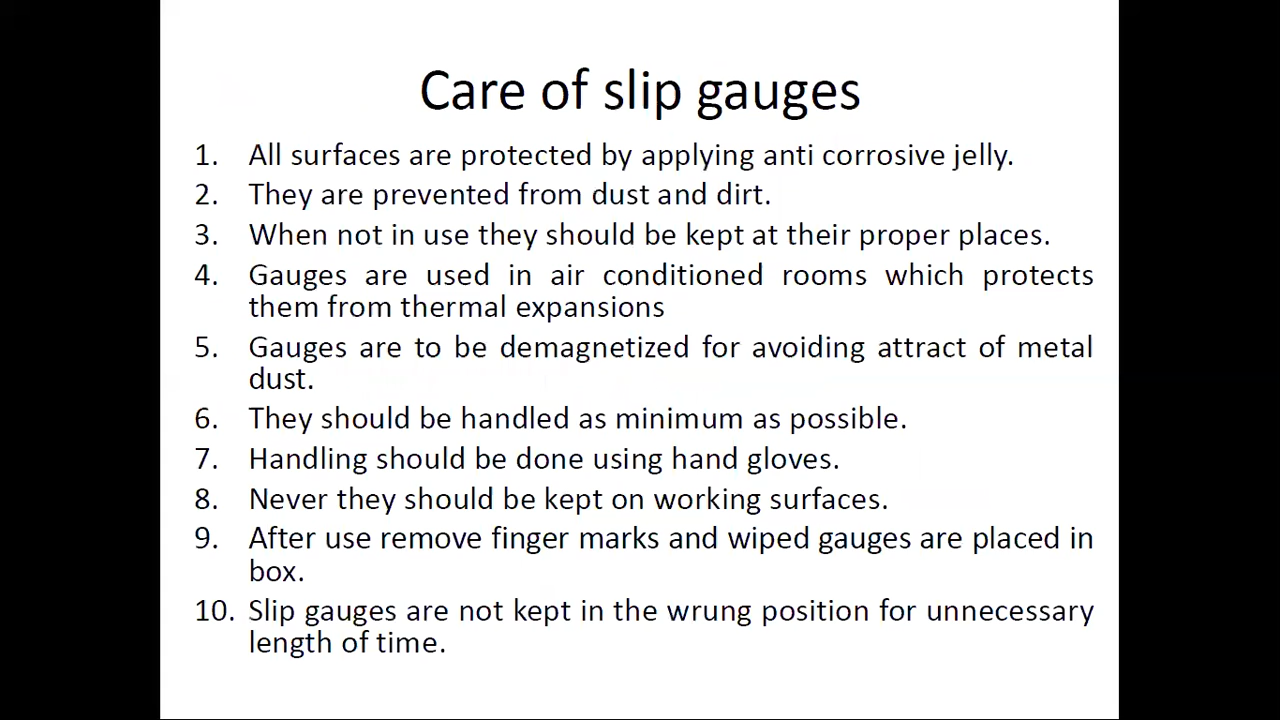 Care of slip gauges
1. All surfaces are protected by applying anti corrosive jelly.
2. They are prevented from dust and dirt.
3. When not in use they should be kept at their proper places.
4. Gauges are used in air conditioned rooms which protects
them from thermal expansions
5. Gauges are to be demagnetized for avoiding attract of metal
dust.
6. They should be handled as minimum as possible.
7. Handling should be done using hand gloves.
8. Never they should be kept on working surfaces.
9. After use remove finger marks and wiped gauges are placed in
box.
10. Slip gauges are not kept in the wrung position for unnecessary
length of time.